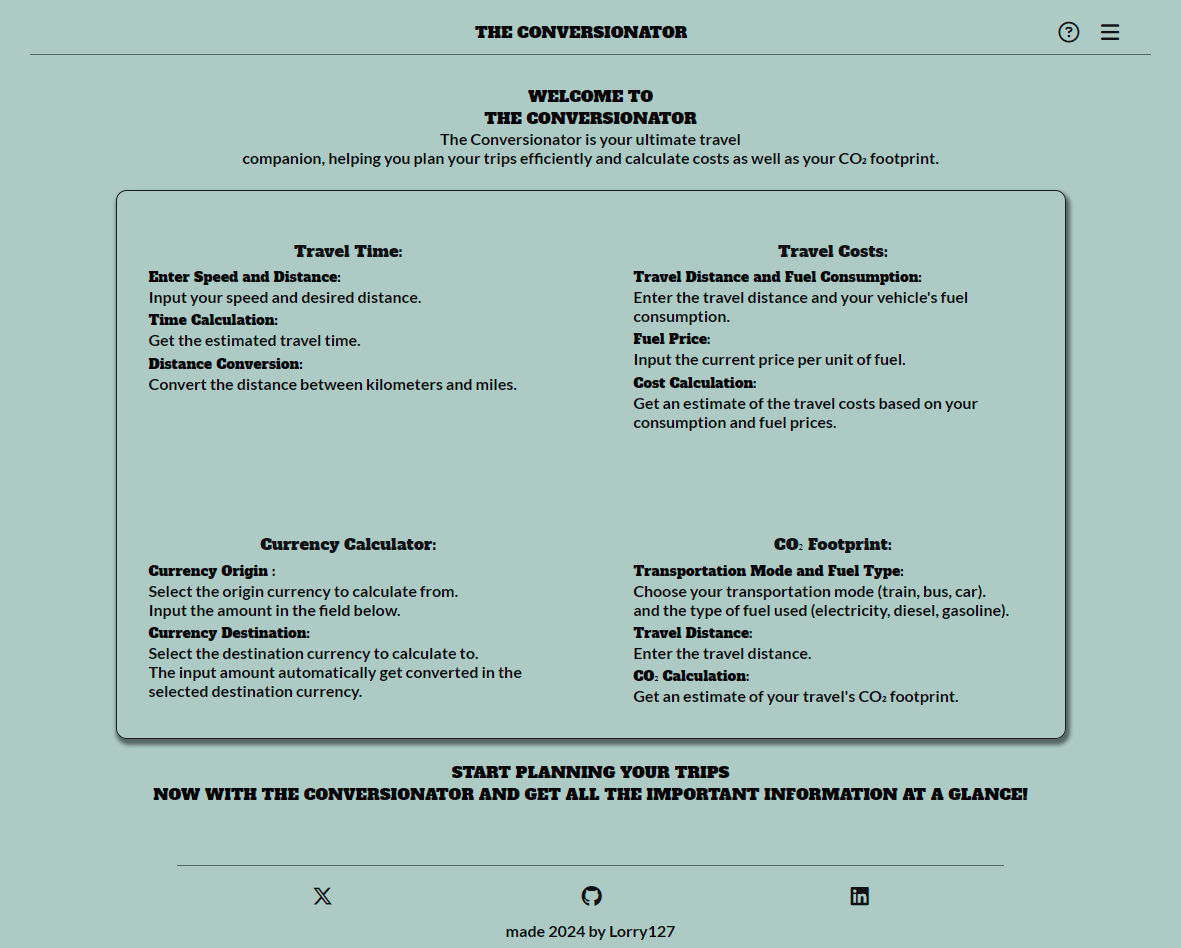 THE CONVERSIONATOR
WELCOME TO
THE CONVERSIONATOR
The Conversionator is your ultimate travel
companion, helping you plan your trips efficiently and calculate costs as well as your CO₂ footprint.
Travel Time:
Enter Speed and Distance:
Input your speed and desired distance.
Time Calculation:
Get the estimated travel time.
Distance Conversion:
Convert the distance between kilometers and miles.
Travel Costs:
Travel Distance and Fuel Consumption:
Enter the travel distance and your vehicle's fuel
consumption.
Fuel Price:
Input the current price per unit of fuel.
Cost Calculation:
Get an estimate of the travel costs based on your
consumption and fuel prices.
Currency Calculator:
Currency Origin :
Select the origin currency to calculate from.
Input the amount in the field below.
Currency Destination:
Select the destination currency to calculate to.
The input amount automatically get converted in the
selected destination currency.
CO₂ Footprint:
Transportation Mode and Fuel Type:
Choose your transportation mode (train, bus, car).
and the type of fuel used (electricity, diesel, gasoline).
Travel Distance:
Enter the travel distance.
CO₂ Calculation:
Get an estimate of your travel's CO₂ footprint.
START PLANNING YOUR TRIPS
NOW WITH THE CONVERSIONATOR AND GET ALL THE IMPORTANT INFORMATION AT A GLANCE!
made 2024 by Lorry127